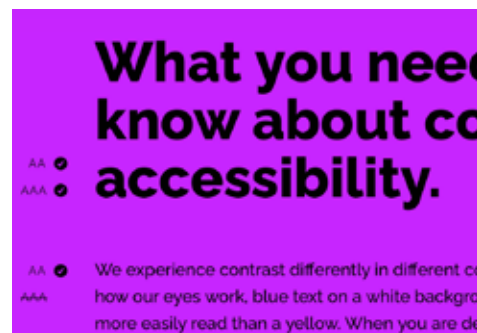 What you nee
know about co
AA
AAA
accessibility.
AA
We experience contrast differently in different c
AAA
how our eyes work, blue text on a white backgro
more easily read than a yellow. When you are de